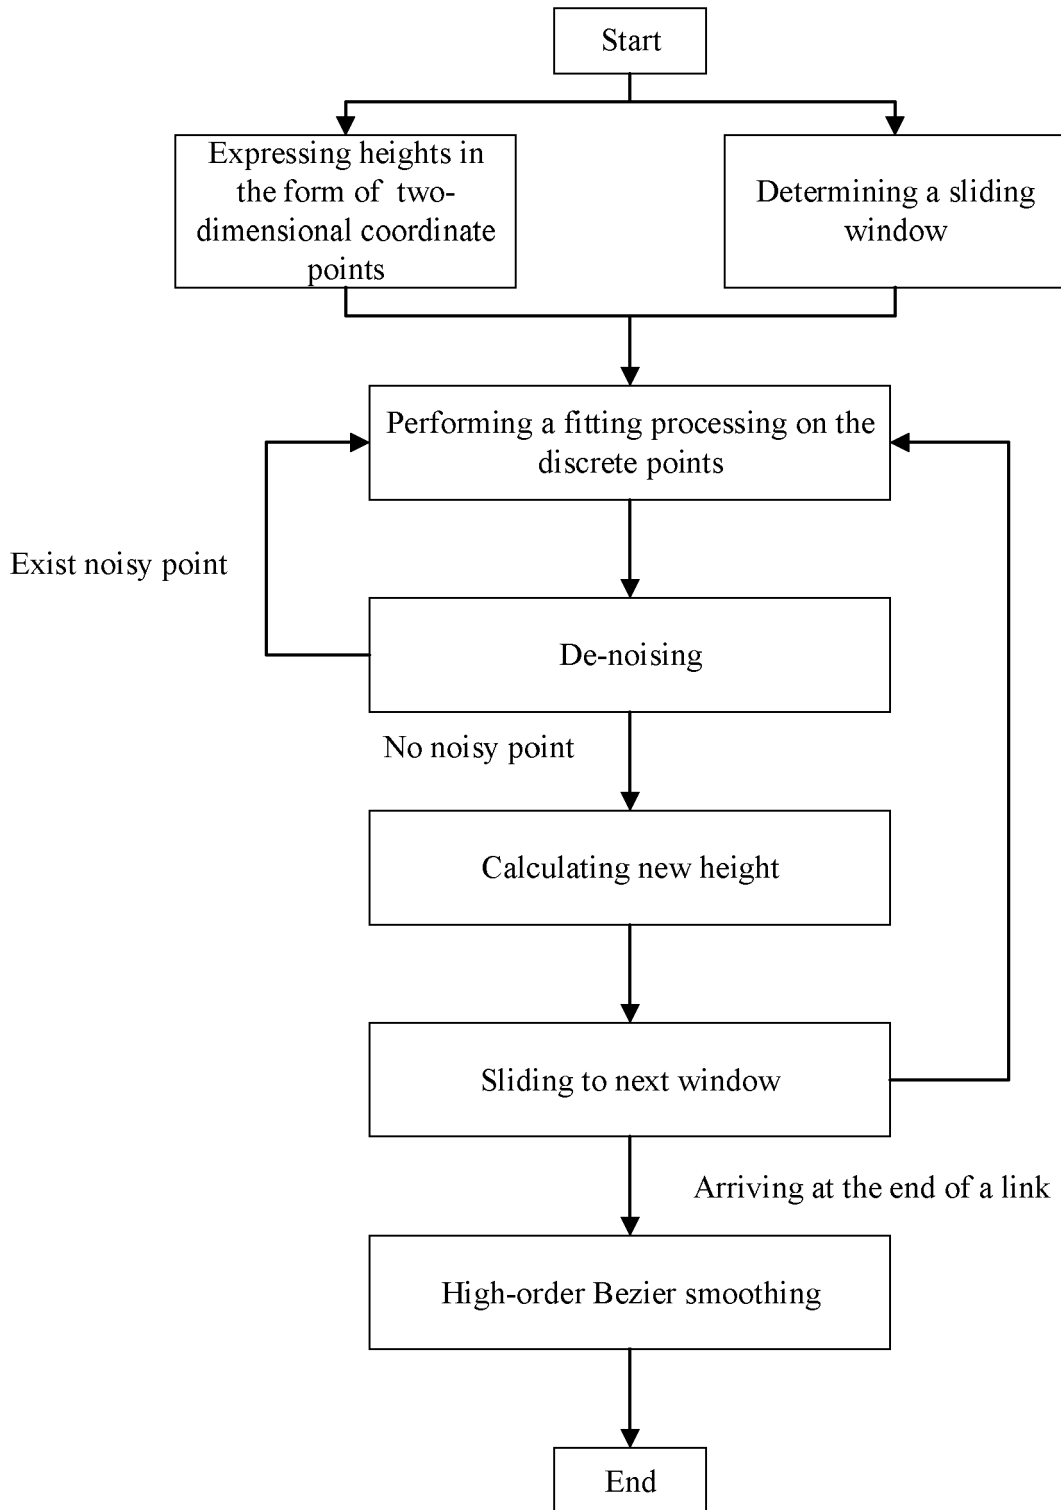 Start
Expressing heights in
the form of two-
dimensional coordinate
points
Determining a sliding
window
Performing a fitting processing on the
discrete points
Exist noisy point
De-noising
No noisy point
Calculating new height
Sliding to next window
Arriving at the end of a link
High-order Bezier smoothing
End